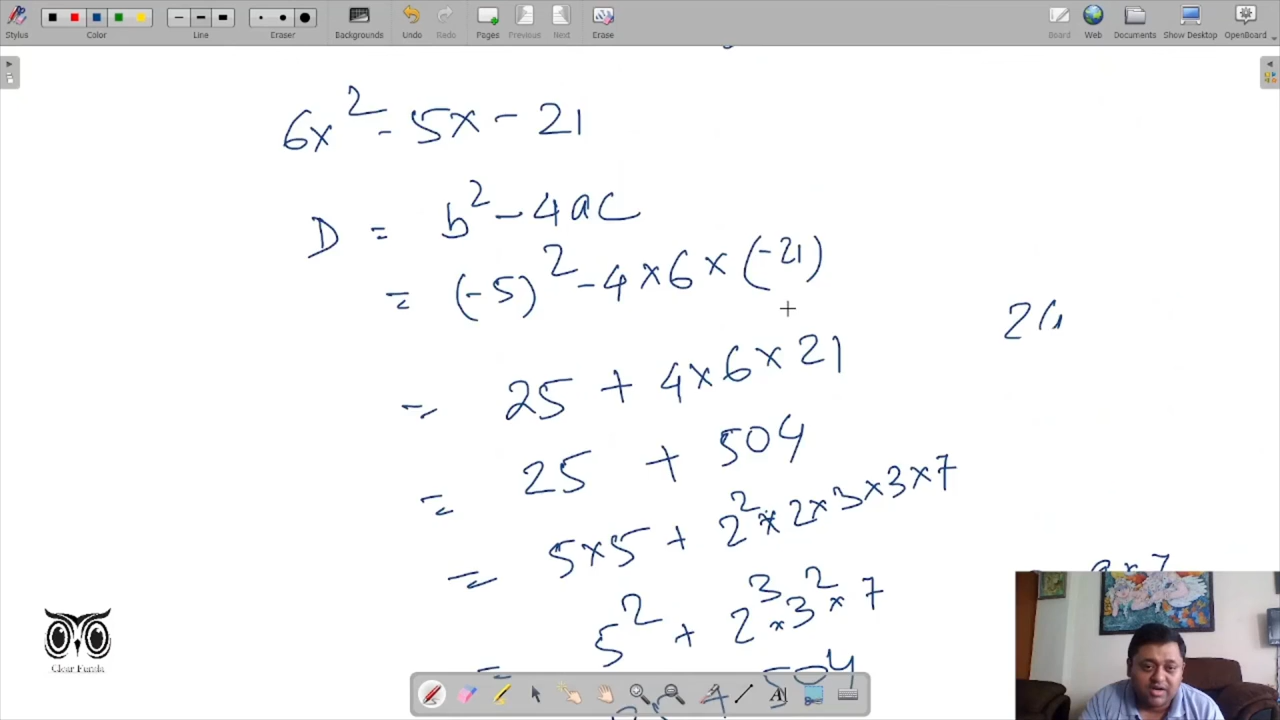 Stylus
Color
Line
Eraser
Backgrounds
Undo
Redo
Pages
Previous
Next
Erase
Board
Web
Documents
Show Desktop
OpenBoard
6x² - 5x - 21
D = b² - 4ac
= (-5)² - 4 × 6 × (-21)
= 25 + 4 × 6 × 21
= 25 + 504
= 5 × 5 + 2² × 2 × 3 × 3 × 7
= 5² + 2³ × 3² × 7
504
Clear Funda